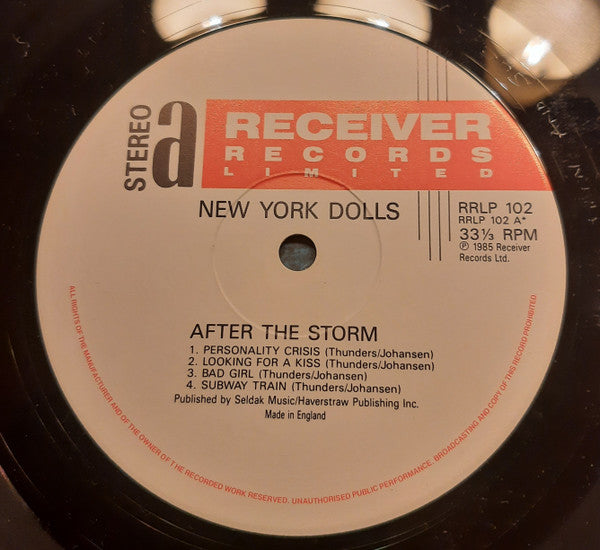 STEREO
a
RECEIVER
RECORDS
LIMITED
NEW YORK DOLLS
RRLP 102
RRLP 102 A*
33⅓ RPM
℗ 1985 Receiver
Records Ltd.
AFTER THE STORM
1. PERSONALITY CRISIS (Thunders/Johansen)
2. LOOKING FOR A KISS (Thunders/Johansen)
3. BAD GIRL (Thunders/Johansen)
4. SUBWAY TRAIN (Thunders/Johansen)
Published by Seldak Music/Haverstraw Publishing Inc.
Made in England
ALL RIGHTS OF THE MANUFACTURER AND OF THE OWNER OF THE RECORDED WORK RESERVED. UNAUTHORISED PUBLIC PERFORMANCE, BROADCASTING AND COPY OF THIS RECORD PROHIBITED